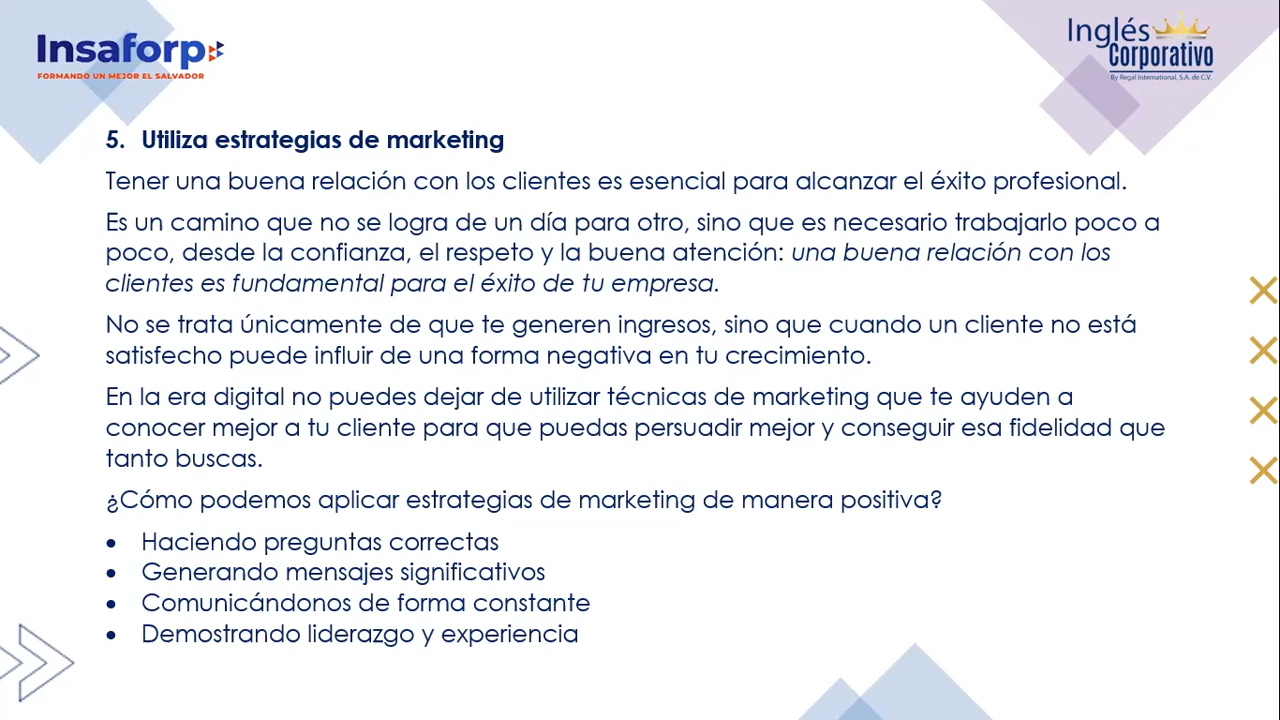 Insaforp
FORMANDO UN MEJOR EL SALVADOR
Inglés
Corporativo
By Regal International, S.A. de C.V.
5. Utiliza estrategias de marketing
Tener una buena relación con los clientes es esencial para alcanzar el éxito profesional.
Es un camino que no se logra de un día para otro, sino que es necesario trabajarlo poco a
poco, desde la confianza, el respeto y la buena atención: una buena relación con los
clientes es fundamental para el éxito de tu empresa.
No se trata únicamente de que te generen ingresos, sino que cuando un cliente no está
satisfecho puede influir de una forma negativa en tu crecimiento.
En la era digital no puedes dejar de utilizar técnicas de marketing que te ayuden a
conocer mejor a tu cliente para que puedas persuadir mejor y conseguir esa fidelidad que
tanto buscas.
¿Cómo podemos aplicar estrategias de marketing de manera positiva?
• Haciendo preguntas correctas
• Generando mensajes significativos
• Comunicándonos de forma constante
• Demostrando liderazgo y experiencia